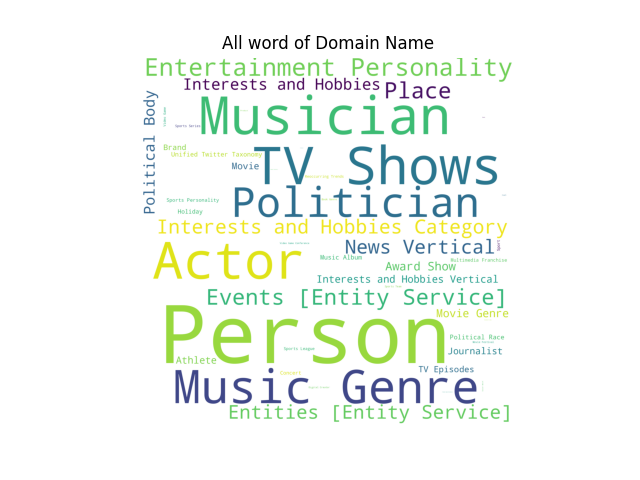 All word of Domain Name
Entertainment Personality
Interests and Hobbies
Place
Political Body
Musician
Sports Series
Brand
Unified Twitter Taxonomy
TV Shows
Movie
Politician
Sports Personality
Holiday
Interests and Hobbies Category
News Vertical
Actor
Music Album
Award Show
Multimedia Franchise
Interests and Hobbies Vertical
Events [Entity Service]
Person
Movie Genre
Political Race
Sports League
Journalist
Athlete
TV Episodes
Concert
Music Genre
Entities [Entity Service]